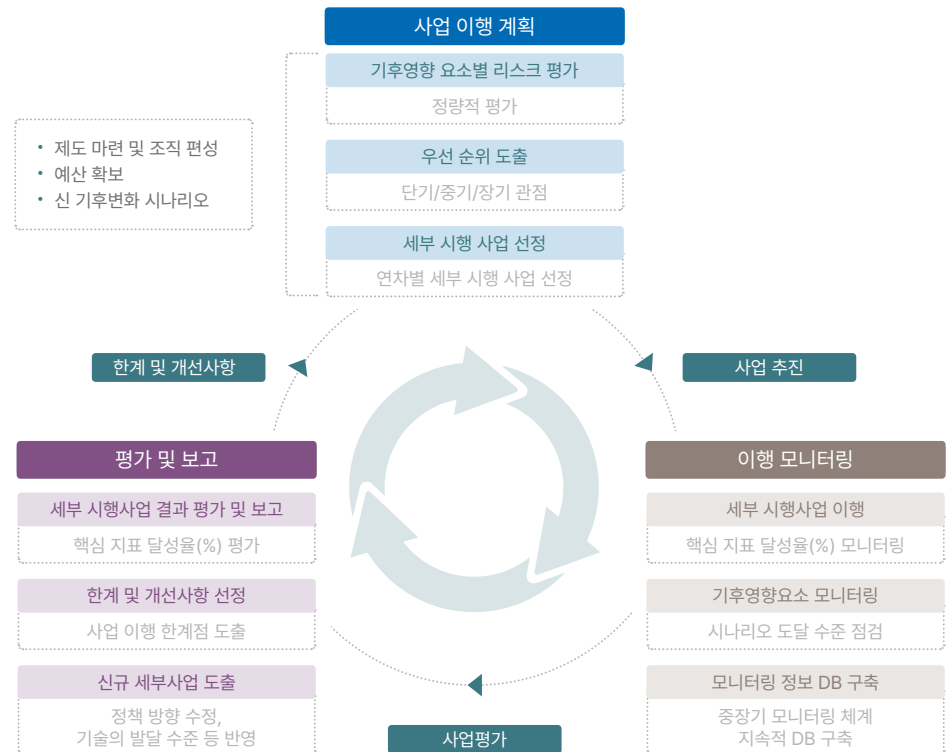 사업 이행 계획
기후영향 요소별 리스크 평가
정량적 평가
우선 순위 도출
단기/중기/장기 관점
세부 시행 사업 선정
연차별 세부 시행 사업 선정
• 제도 마련 및 조직 편성
• 예산 확보
• 신 기후변화 시나리오
한계 및 개선사항
사업 추진
평가 및 보고
세부 시행사업 결과 평가 및 보고
핵심 지표 달성율(%) 평가
한계 및 개선사항 선정
사업 이행 한계점 도출
신규 세부사업 도출
정책 방향 수정,
기술의 발달 수준 등 반영
이행 모니터링
세부 시행사업 이행
핵심 지표 달성율(%) 모니터링
기후영향요소 모니터링
시나리오 도달 수준 점검
모니터링 정보 DB 구축
중장기 모니터링 체계
지속적 DB 구축
사업평가